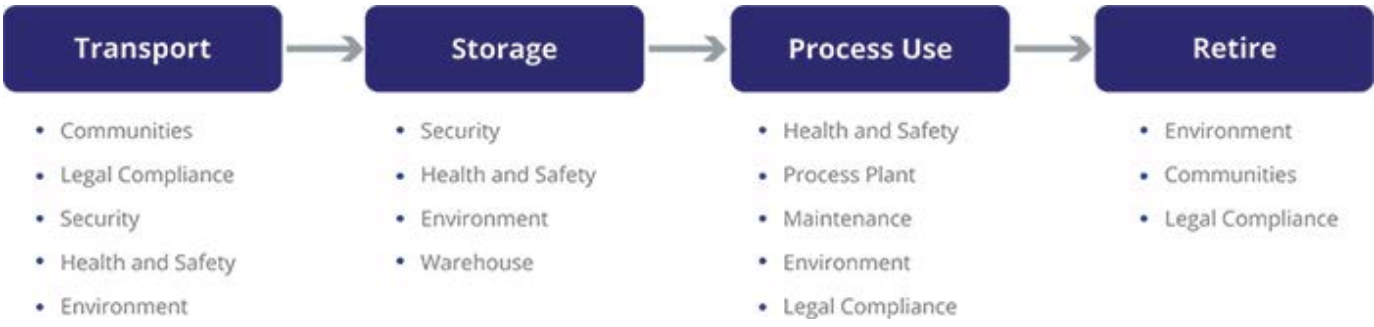 Transport
Communities
Legal Compliance
Security
Health and Safety
Environment
Storage
Security
Health and Safety
Environment
Warehouse
Process Use
Health and Safety
Process Plant
Maintenance
Environment
Legal Compliance
Retire
Environment
Communities
Legal Compliance